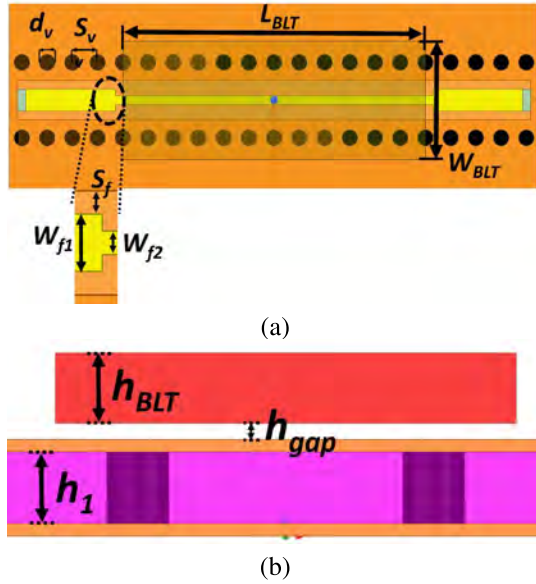 d_v S_v L_BLT
W_BLT
S_f
W_f1 W_f2
(a)
h_BLT
h_gap
h_1
(b)